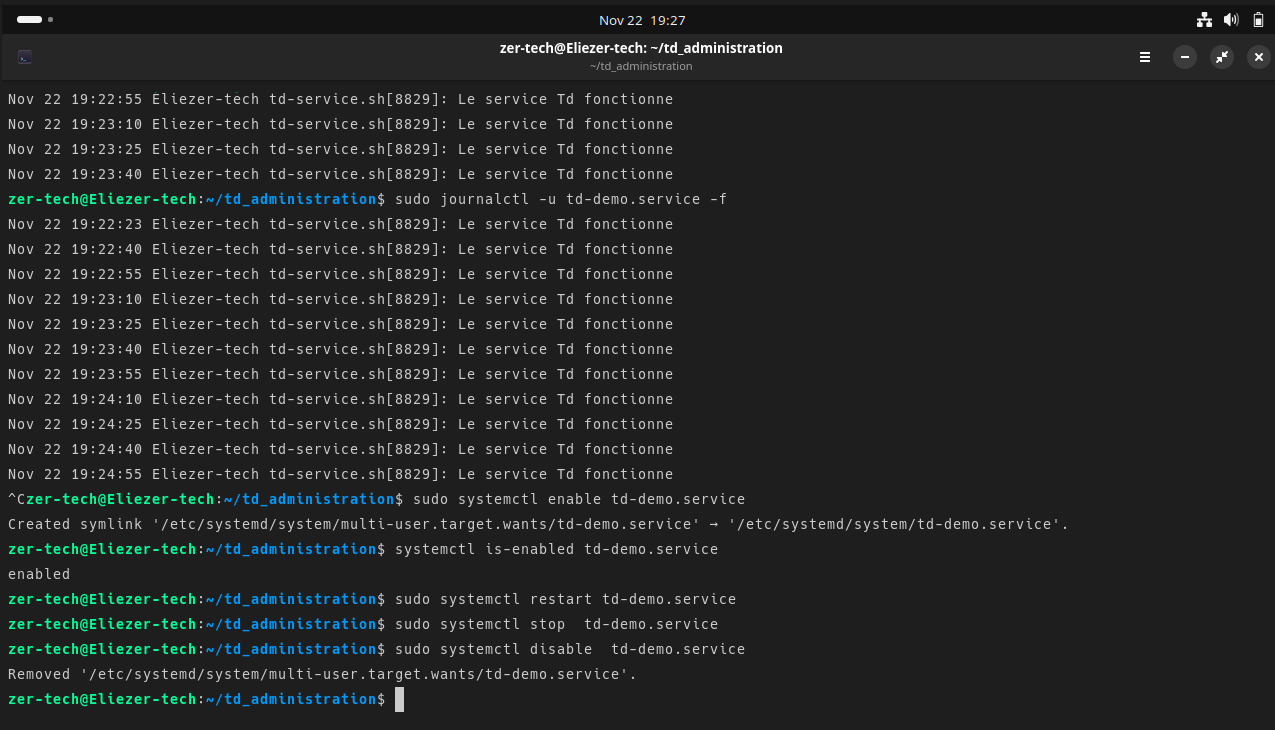 Nov 22 19:27
zer-tech@Eliezer-tech: ~/td_administration
~/td_administration
Nov 22 19:22:55 Eliezer-tech td-service.sh[8829]: Le service Td fonctionne
Nov 22 19:23:10 Eliezer-tech td-service.sh[8829]: Le service Td fonctionne
Nov 22 19:23:25 Eliezer-tech td-service.sh[8829]: Le service Td fonctionne
Nov 22 19:23:40 Eliezer-tech td-service.sh[8829]: Le service Td fonctionne
zer-tech@Eliezer-tech:~/td_administration$ sudo journalctl -u td-demo.service -f
Nov 22 19:22:23 Eliezer-tech td-service.sh[8829]: Le service Td fonctionne
Nov 22 19:22:40 Eliezer-tech td-service.sh[8829]: Le service Td fonctionne
Nov 22 19:22:55 Eliezer-tech td-service.sh[8829]: Le service Td fonctionne
Nov 22 19:23:10 Eliezer-tech td-service.sh[8829]: Le service Td fonctionne
Nov 22 19:23:25 Eliezer-tech td-service.sh[8829]: Le service Td fonctionne
Nov 22 19:23:40 Eliezer-tech td-service.sh[8829]: Le service Td fonctionne
Nov 22 19:23:55 Eliezer-tech td-service.sh[8829]: Le service Td fonctionne
Nov 22 19:24:10 Eliezer-tech td-service.sh[8829]: Le service Td fonctionne
Nov 22 19:24:25 Eliezer-tech td-service.sh[8829]: Le service Td fonctionne
Nov 22 19:24:40 Eliezer-tech td-service.sh[8829]: Le service Td fonctionne
Nov 22 19:24:55 Eliezer-tech td-service.sh[8829]: Le service Td fonctionne
^Czer-tech@Eliezer-tech:~/td_administration$ sudo systemctl enable td-demo.service
Created symlink '/etc/systemd/system/multi-user.target.wants/td-demo.service' → '/etc/systemd/system/td-demo.service'.
zer-tech@Eliezer-tech:~/td_administration$ systemctl is-enabled td-demo.service
enabled
zer-tech@Eliezer-tech:~/td_administration$ sudo systemctl restart td-demo.service
zer-tech@Eliezer-tech:~/td_administration$ sudo systemctl stop  td-demo.service
zer-tech@Eliezer-tech:~/td_administration$ sudo systemctl disable  td-demo.service
Removed '/etc/systemd/system/multi-user.target.wants/td-demo.service'.
zer-tech@Eliezer-tech:~/td_administration$